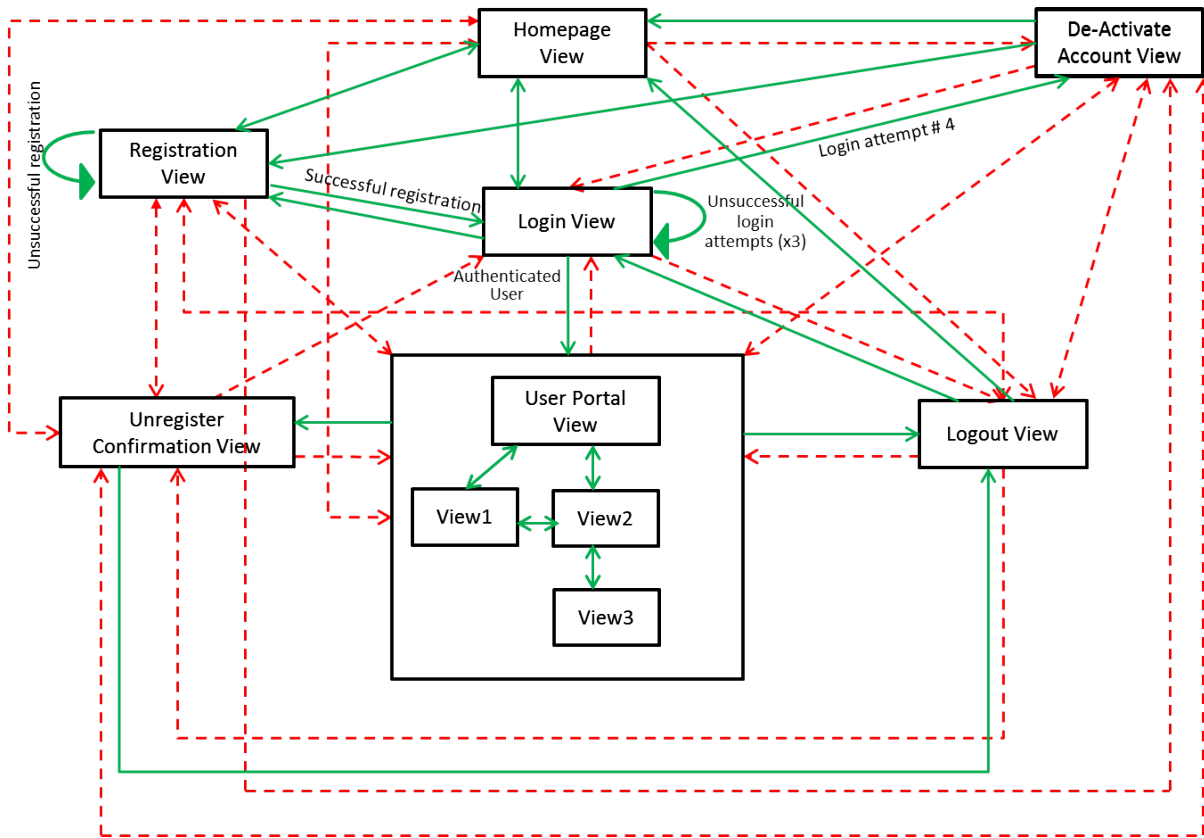 Homepage
View
De-Activate
Account View
Unsuccessful registration
Registration
View
Login attempt # 4
Successful registration
Login View
Unsuccessful
login
attempts (x3)
Authenticated
User
User Portal
View
Unregister
Confirmation View
Logout View
View1
View2
View3